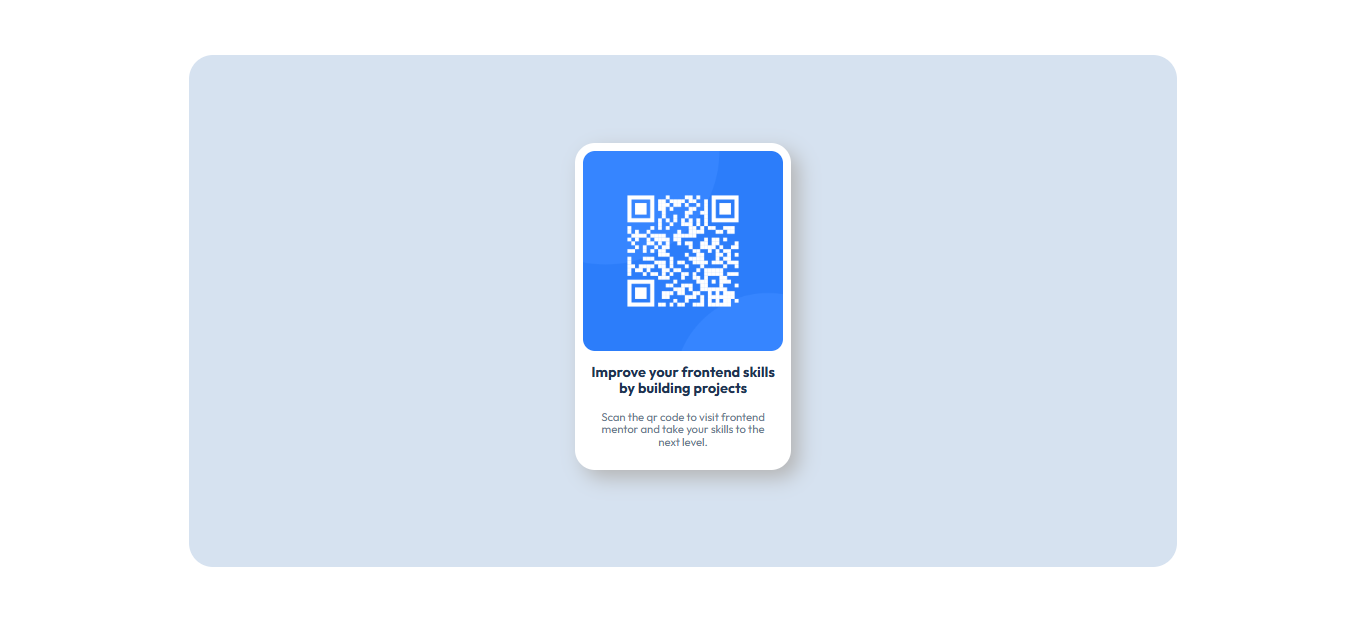 Improve your frontend skills
by building projects
Scan the qr code to visit frontend
mentor and take your skills to the
next level.